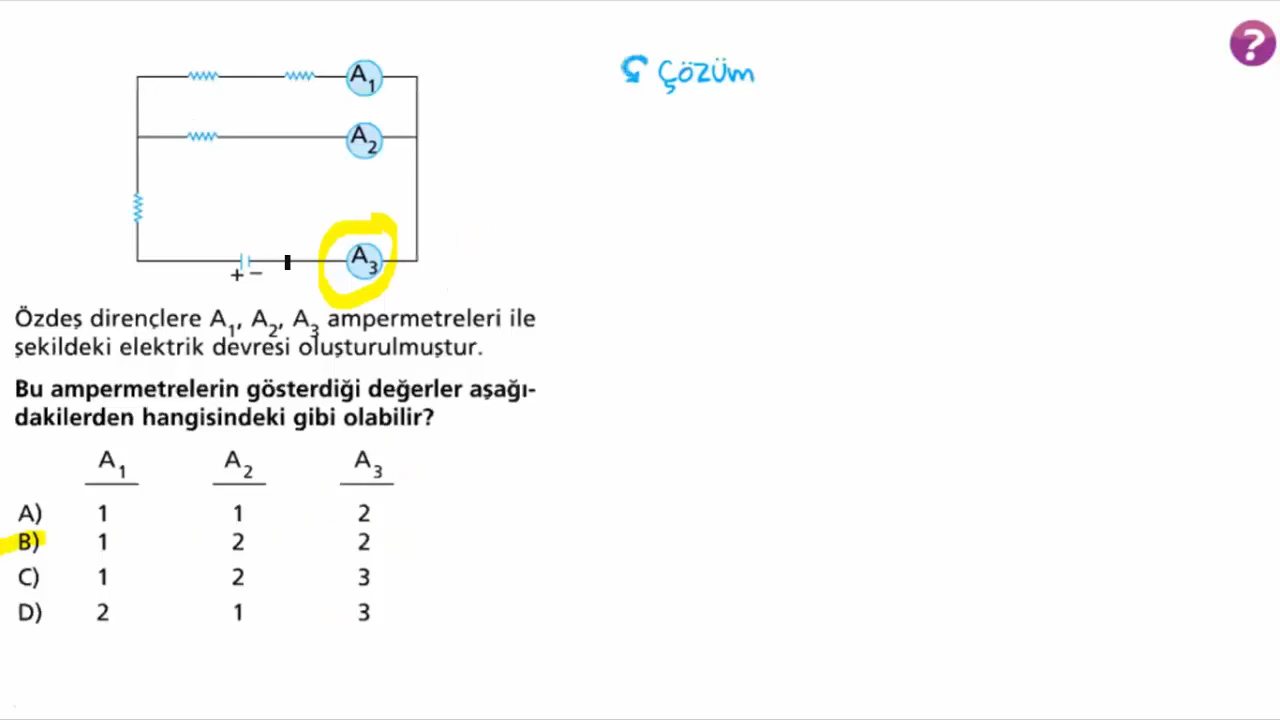 ?
Çözüm
A1
A2
A3
+ −
Özdeş dirençlere A1, A2, A3 ampermetreleri ile
şekildeki elektrik devresi oluşturulmuştur.
Bu ampermetrelerin gösterdiği değerler aşağı-
dakilerden hangisindeki gibi olabilir?
A1 A2 A3
A) 1 1 2
B) 1 2 2
C) 1 2 3
D) 2 1 3